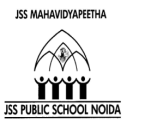 JSS MAHAVIDYAPEETHA
JSS PUBLIC SCHOOL NOIDA